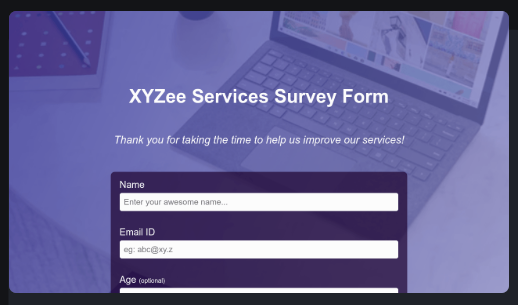 XYZee Services Survey Form
Thank you for taking the time to help us improve our services!
Name
Enter your awesome name...
Email ID
eg: abc@xy.z
Age (optional)